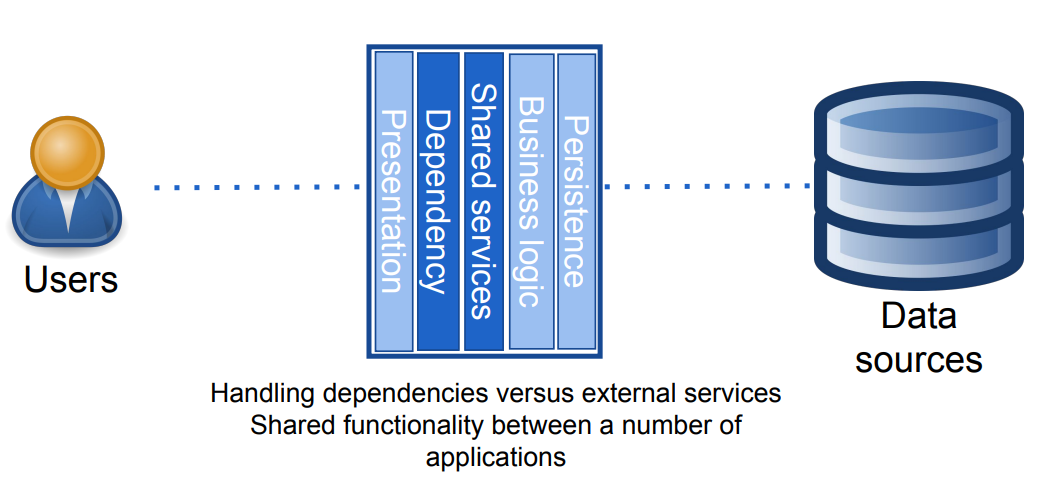 Users
Presentation
Dependency
Shared services
Business logic
Persistence
Data
sources
Handling dependencies versus external services
Shared functionality between a number of
applications